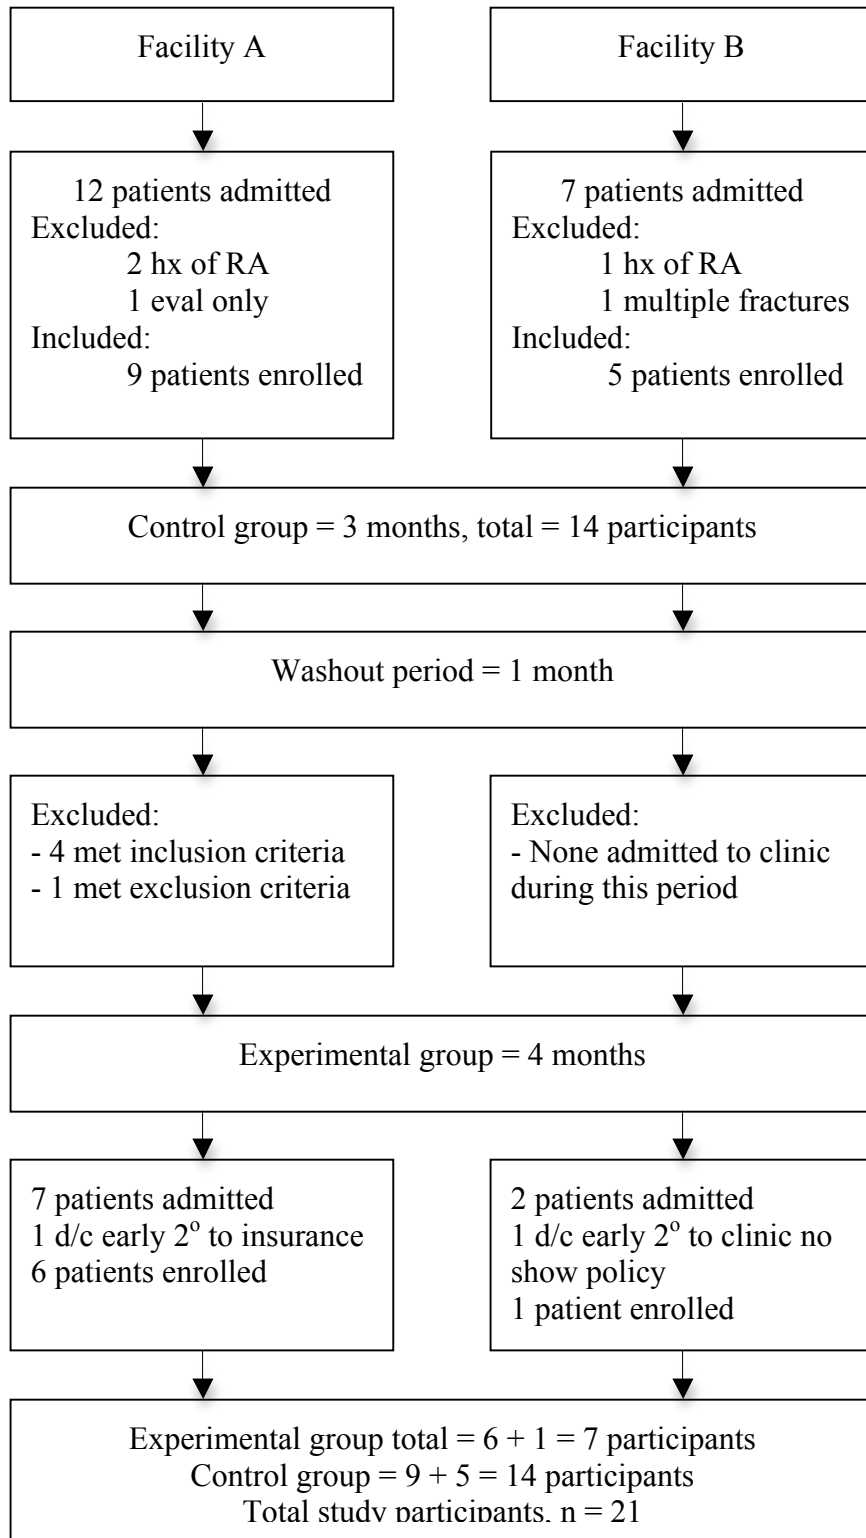 Facility A
Facility B
12 patients admitted
Excluded:
2 hx of RA
1 eval only
Included:
9 patients enrolled
7 patients admitted
Excluded:
1 hx of RA
1 multiple fractures
Included:
5 patients enrolled
Control group = 3 months, total = 14 participants
Washout period = 1 month
Excluded:
- 4 met inclusion criteria
- 1 met exclusion criteria
Excluded:
- None admitted to clinic
during this period
Experimental group = 4 months
7 patients admitted
1 d/c early 2º to insurance
6 patients enrolled
2 patients admitted
1 d/c early 2º to clinic no
show policy
1 patient enrolled
Experimental group total = 6 + 1 = 7 participants
Control group = 9 + 5 = 14 participants
Total study participants, n = 21